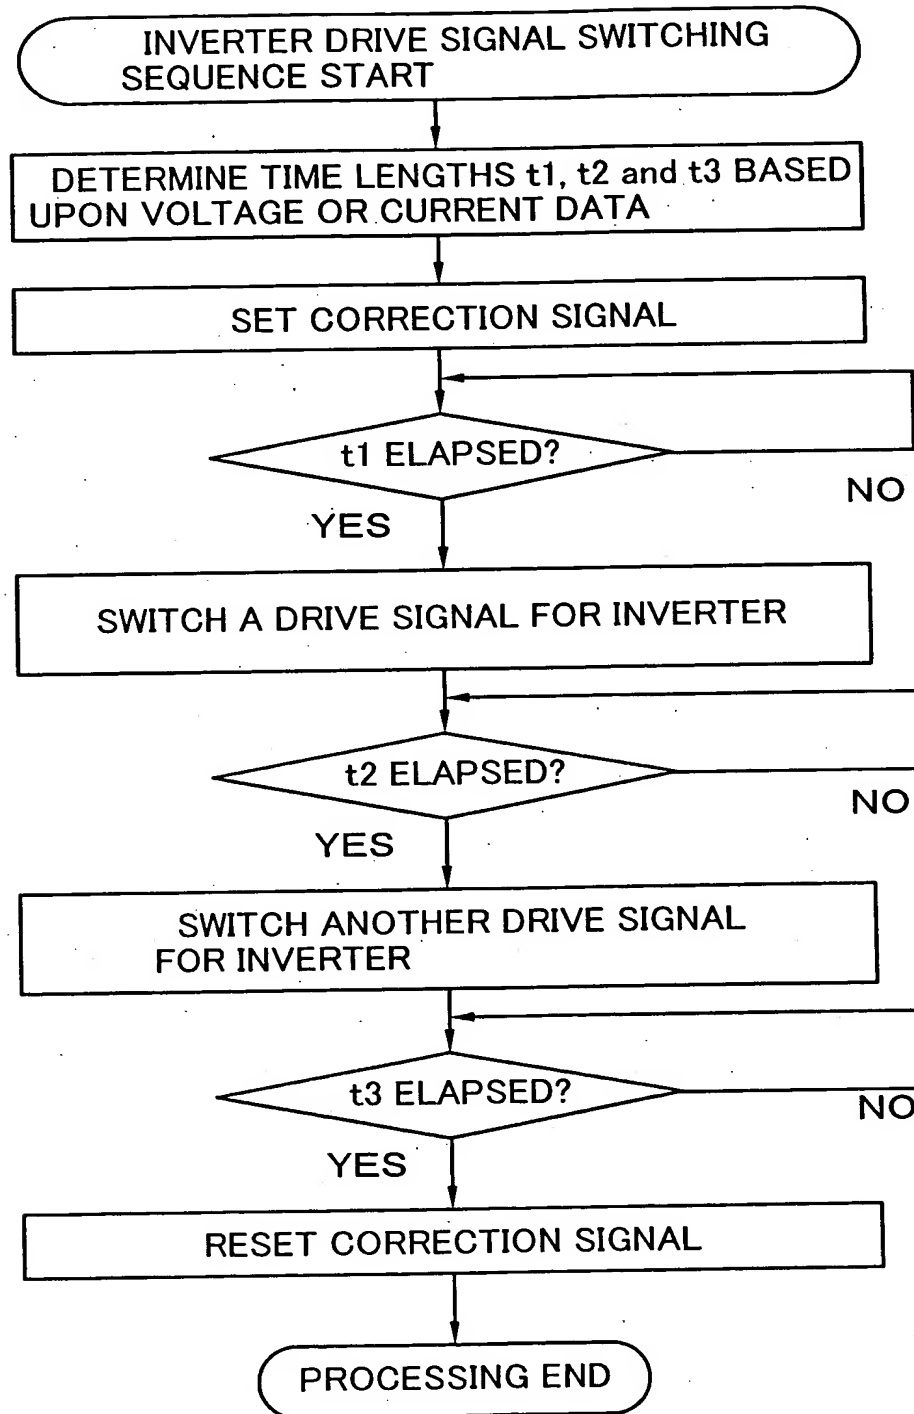 INVERTER DRIVE SIGNAL SWITCHING
SEQUENCE START
DETERMINE TIME LENGTHS t1, t2 and t3 BASED
UPON VOLTAGE OR CURRENT DATA
SET CORRECTION SIGNAL
t1 ELAPSED?
NO
YES
SWITCH A DRIVE SIGNAL FOR INVERTER
t2 ELAPSED?
NO
YES
SWITCH ANOTHER DRIVE SIGNAL
FOR INVERTER
t3 ELAPSED?
NO
YES
RESET CORRECTION SIGNAL
PROCESSING END